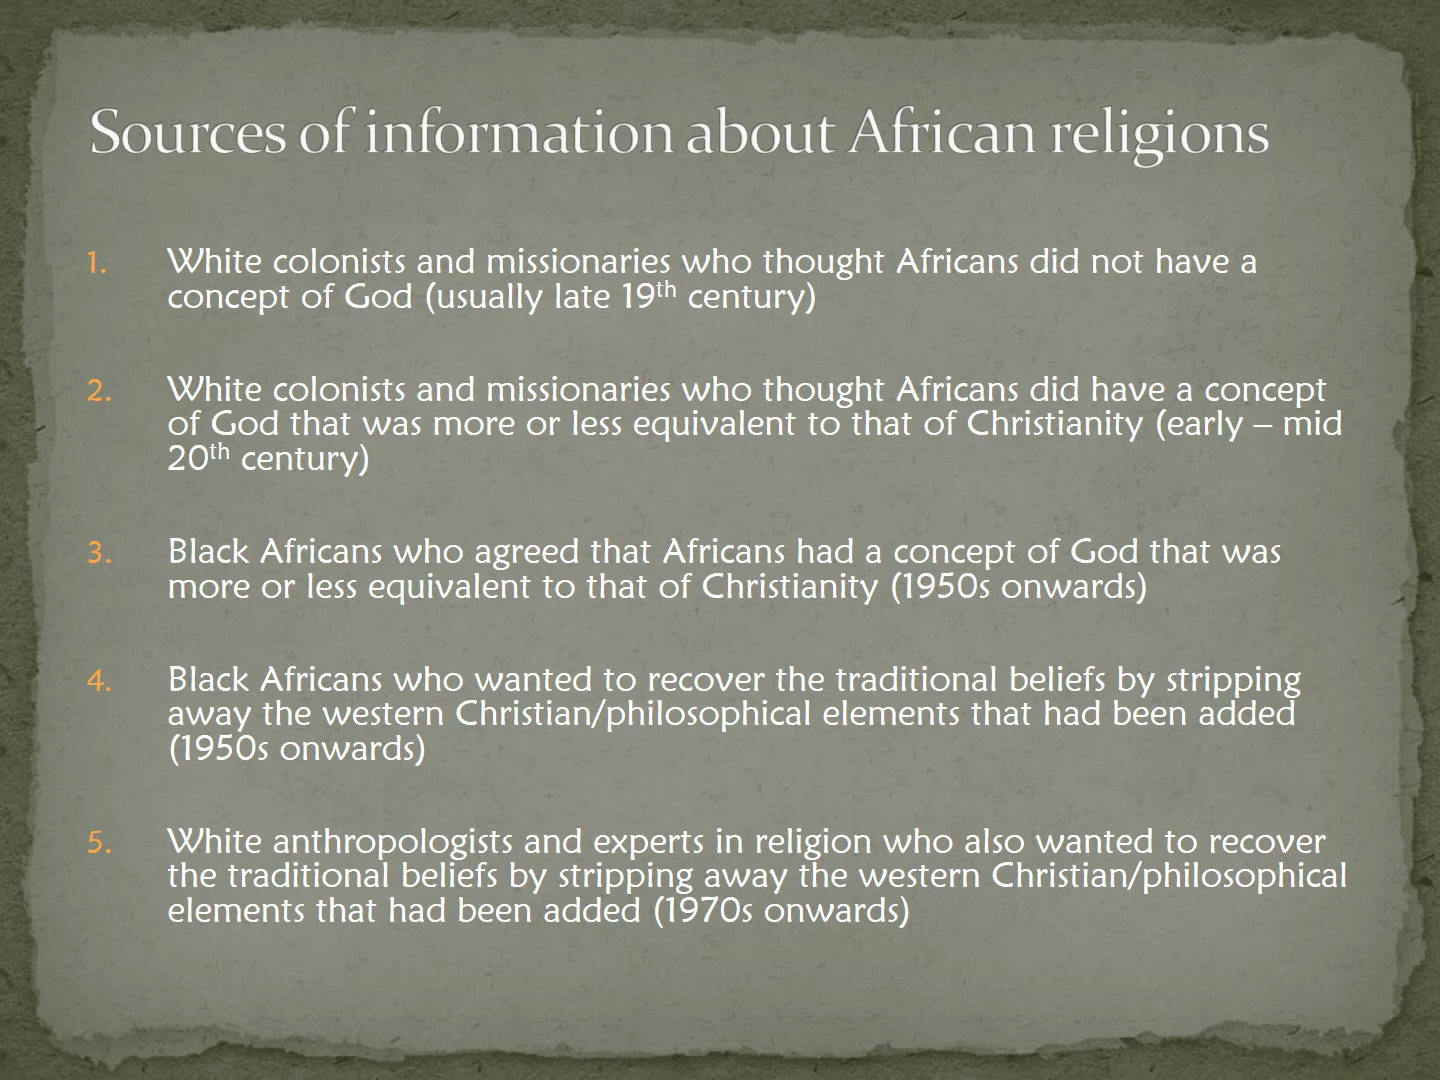 Sources of information about African religions
1. White colonists and missionaries who thought Africans did not have a
concept of God (usually late 19th century)
2. White colonists and missionaries who thought Africans did have a concept
of God that was more or less equivalent to that of Christianity (early – mid
20th century)
3. Black Africans who agreed that Africans had a concept of God that was
more or less equivalent to that of Christianity (1950s onwards)
4. Black Africans who wanted to recover the traditional beliefs by stripping
away the western Christian/philosophical elements that had been added
(1950s onwards)
5. White anthropologists and experts in religion who also wanted to recover
the traditional beliefs by stripping away the western Christian/philosophical
elements that had been added (1970s onwards)